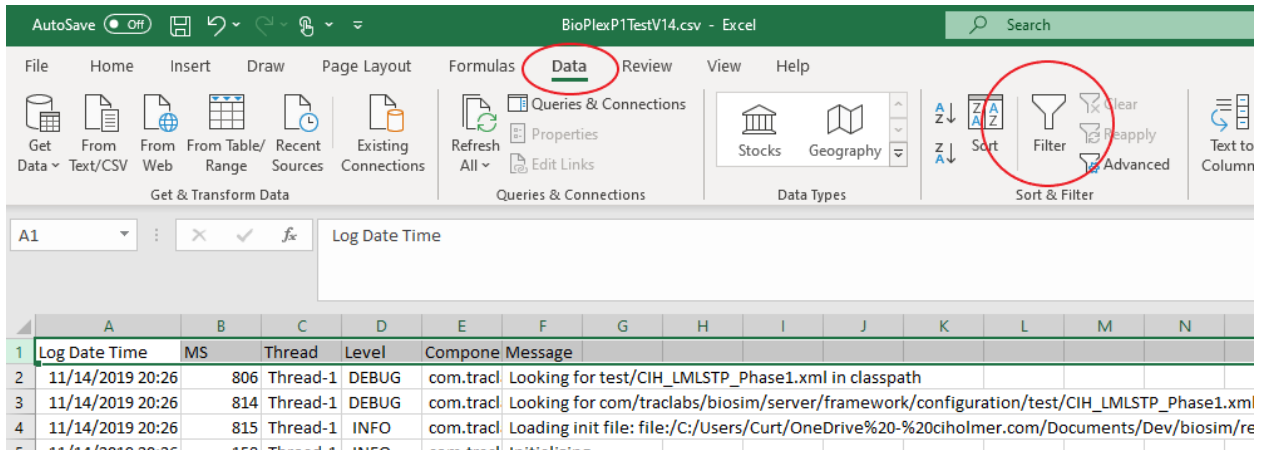 AutoSave Off BioPlexP1TestV14.csv - Excel Search
File Home Insert Draw Page Layout Formulas Data Review View Help
Get Data
From Text/CSV
From Web
From Table/ Range
Recent Sources
Existing Connections
Get & Transform Data
Refresh All
Queries & Connections
Properties
Edit Links
Queries & Connections
Stocks
Geography
Data Types
Sort
Filter
Clear
Reapply
Advanced
Sort & Filter
Text to
Column
A1 fx Log Date Time
A B C D E F G H I J K L M N
1 Log Date Time MS Thread Level Compone Message
2 11/14/2019 20:26 806 Thread-1 DEBUG com.tracl Looking for test/CIH_LMLSTP_Phase1.xml in classpath
3 11/14/2019 20:26 814 Thread-1 DEBUG com.tracl Looking for com/traclabs/biosim/server/framework/configuration/test/CIH_LMLSTP_Phase1.xml
4 11/14/2019 20:26 815 Thread-1 INFO com.tracl Loading init file: file:/C:/Users/Curt/OneDrive%20-%20ciholmer.com/Documents/Dev/biosim/re